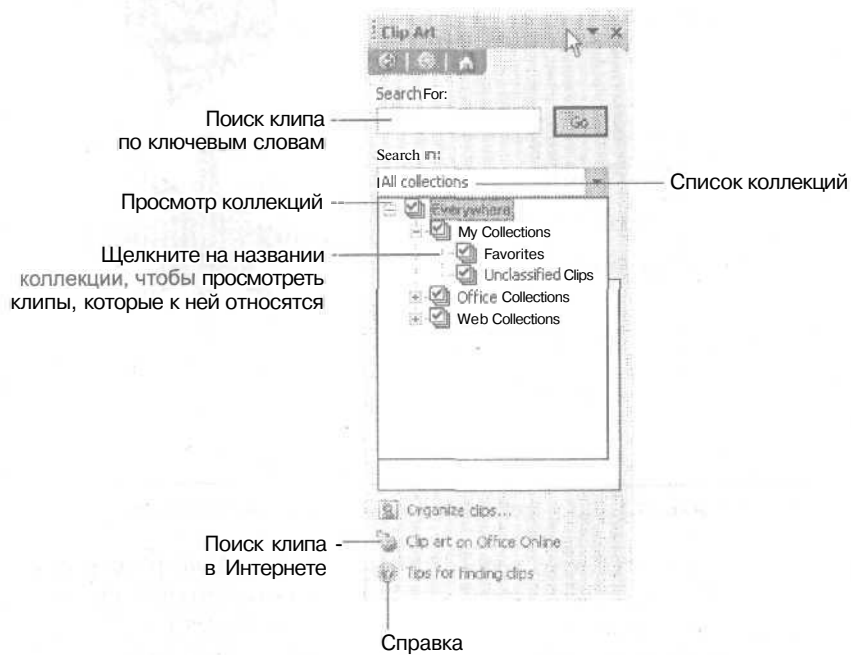 Clip Art
Search For:
Поиск клипа
по ключевым словам
Go
Search in:
All collections
Список коллекций
Просмотр коллекций
Everywhere
My Collections
Щелкните на названии
коллекции, чтобы просмотреть
клипы, которые к ней относятся
Favorites
Unclassified Clips
Office Collections
Web Collections
Organize clips...
Поиск клипа
в Интернете
Clip art on Office Online
Tips for finding clips
Справка